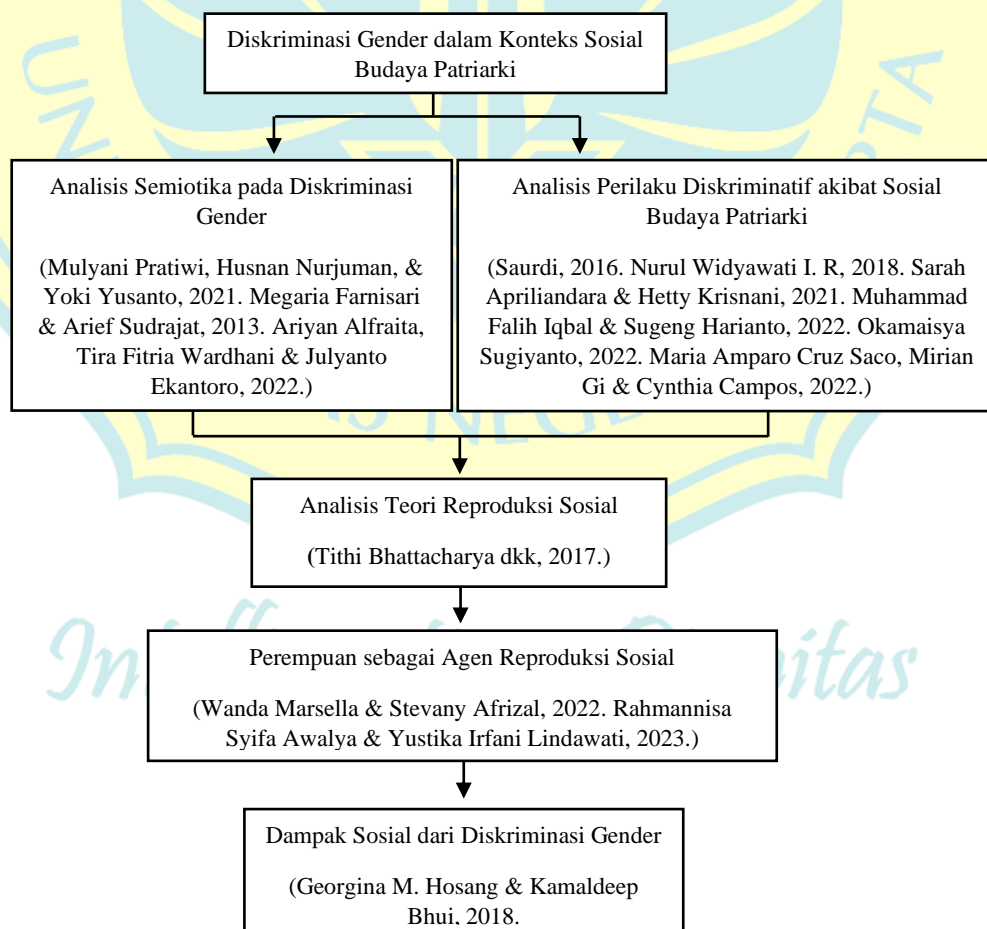 Diskriminasi Gender dalam Konteks Sosial
Budaya Patriarki
Analisis Semiotika pada Diskriminasi
Gender
(Mulyani Pratiwi, Husnan Nurjuman, &
Yoki Yusanto, 2021. Megaria Farnisari
& Arief Sudrajat, 2013. Ariyan Alfraita,
Tira Fitria Wardhani & Julyanto
Ekantoro, 2022.)
Analisis Perilaku Diskriminatif akibat Sosial
Budaya Patriarki
(Saurdi, 2016. Nurul Widyawati I. R, 2018. Sarah
Apriliandara & Hetty Krisnani, 2021. Muhammad
Falih Iqbal & Sugeng Harianto, 2022. Okamaisya
Sugiyanto, 2022. Maria Amparo Cruz Saco, Mirian
Gi & Cynthia Campos, 2022.)
Analisis Teori Reproduksi Sosial
(Tithi Bhattacharya dkk, 2017.)
Perempuan sebagai Agen Reproduksi Sosial
(Wanda Marsella & Stevany Afrizal, 2022. Rahmannisa
Syifa Awalya & Yustika Irfani Lindawati, 2023.)
Dampak Sosial dari Diskriminasi Gender
(Georgina M. Hosang & Kamaldeep
Bhui, 2018.